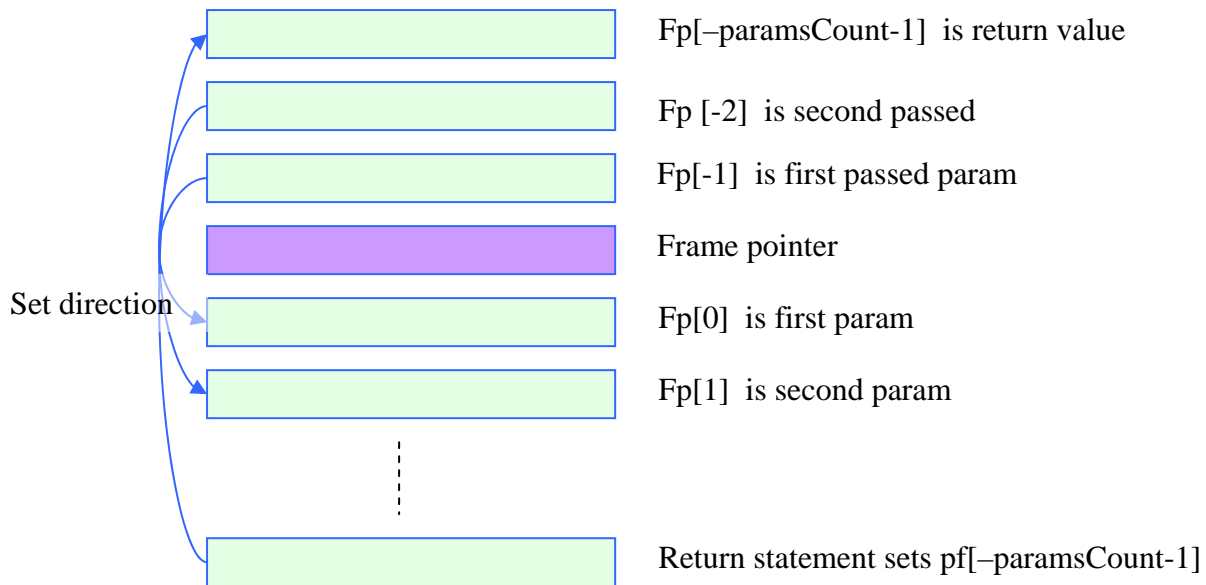 Fp[–paramsCount-1] is return value
Fp [-2] is second passed
Fp[-1] is first passed param
Frame pointer
Set direction
Fp[0] is first param
Fp[1] is second param
Return statement sets pf[–paramsCount-1]